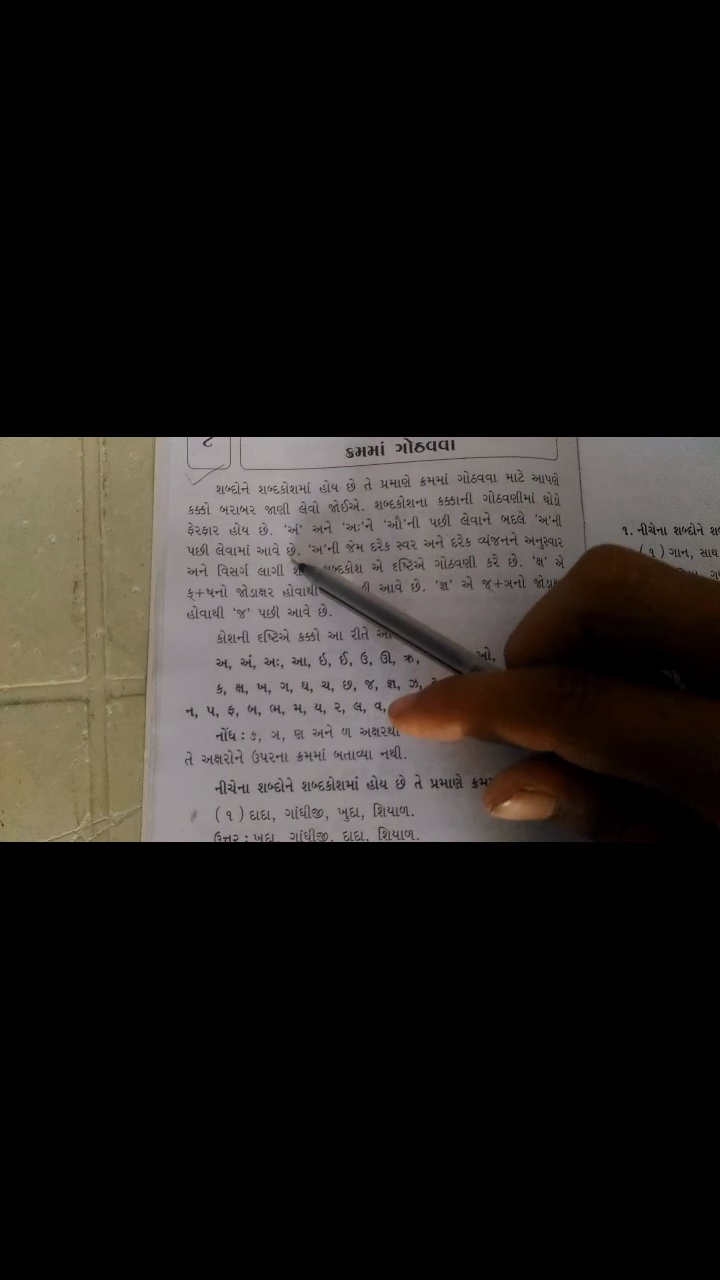 ક્રમમાં ગોઠવવા
શબ્દોને શબ્દકોશમાં હોય છે તે પ્રમાણે ક્રમમાં ગોઠવવા માટે આપણે
કક્કો બરાબર જાણી લેવો જોઈએ. શબ્દકોશના કક્કાની ગોઠવણીમાં થોડો
ફેરફાર હોય છે. ‘અં’ અને ‘અઃ’ને ‘ઔ’ની પછી લેવાને બદલે ‘અ’ની
પછી લેવામાં આવે છે. ‘અ’ની જેમ દરેક સ્વર અને દરેક વ્યંજનને અનુસ્વાર
અને વિસર્ગ લાગી શબ્દકોશ એ દૃષ્ટિએ ગોઠવણી કરે છે. ‘ક્ષ’ એ
ક્+ષનો જોડાક્ષર હોવાથી આવે છે. ‘જ્ઞ’ એ જ્+ઞનો જોડાક્ષર
હોવાથી ‘જ’ પછી આવે છે.
કોશની દૃષ્ટિએ કક્કો આ રીતે
અ, અં, અઃ, આ, ઇ, ઈ, ઉ, ઊ, ઋ, ઓ,
ક, ક્ષ, ખ, ગ, ઘ, ચ, છ, જ, જ્ઞ, ઝ,
ન, પ, ફ, બ, ભ, મ, ય, ર, લ, વ,
નોંધ : ઙ, ઞ, ણ અને ળ અક્ષરથી
તે અક્ષરોને ઉપરના ક્રમમાં બતાવ્યા નથી.
નીચેના શબ્દોને શબ્દકોશમાં હોય છે તે પ્રમાણે
( ૧ ) દાદા, ગાંધીજી, ખુદા, શિયાળ.
ઉત્તર : ખુદા, ગાંધીજી, દાદા, શિયાળ.
૧. નીચેના શબ્દોને
( ૧ ) ગાન, સાય